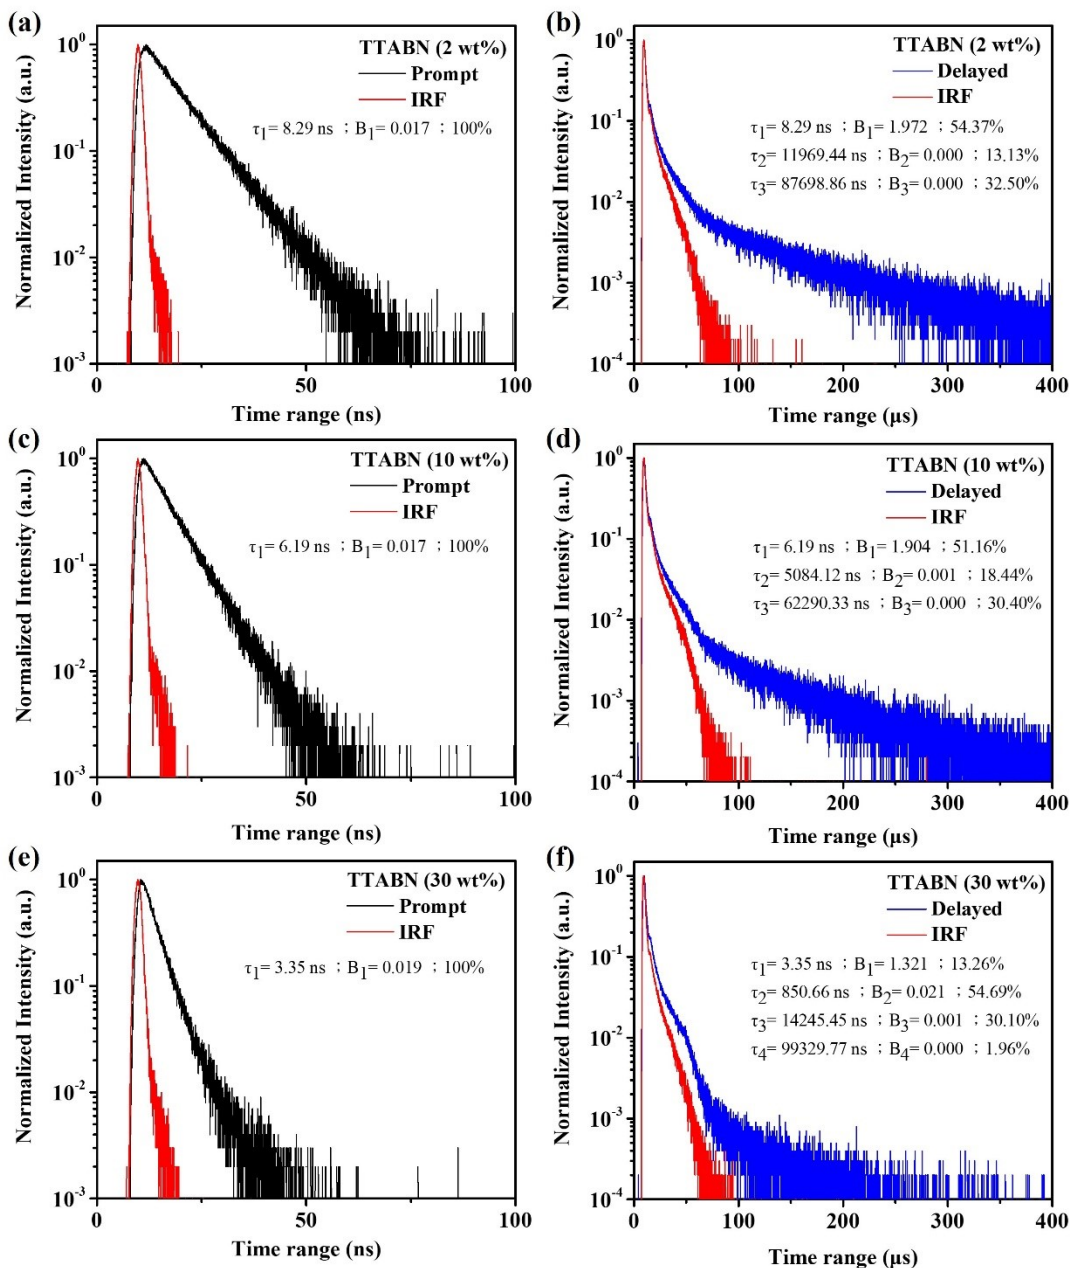 (a)
Normalized Intensity (a.u.)
10⁰
10⁻¹
10⁻²
10⁻³
TTABN (2 wt%)
Prompt
IRF
τ₁= 8.29 ns ; B₁= 0.017 ; 100%
0 50 100
Time range (ns)
(b)
Normalized Intensity (a.u.)
10⁰
10⁻¹
10⁻²
10⁻³
10⁻⁴
TTABN (2 wt%)
Delayed
IRF
τ₁= 8.29 ns ; B₁= 1.972 ; 54.37%
τ₂= 11969.44 ns ; B₂= 0.000 ; 13.13%
τ₃= 87698.86 ns ; B₃= 0.000 ; 32.50%
0 100 200 300 400
Time range (μs)
(c)
Normalized Intensity (a.u.)
10⁰
10⁻¹
10⁻²
10⁻³
TTABN (10 wt%)
Prompt
IRF
τ₁= 6.19 ns ; B₁= 0.017 ; 100%
0 50 100
Time range (ns)
(d)
Normalized Intensity (a.u.)
10⁰
10⁻¹
10⁻²
10⁻³
10⁻⁴
TTABN (10 wt%)
Delayed
IRF
τ₁= 6.19 ns ; B₁= 1.904 ; 51.16%
τ₂= 5084.12 ns ; B₂= 0.001 ; 18.44%
τ₃= 62290.33 ns ; B₃= 0.000 ; 30.40%
0 100 200 300 400
Time range (μs)
(e)
Normalized Intensity (a.u.)
10⁰
10⁻¹
10⁻²
10⁻³
TTABN (30 wt%)
Prompt
IRF
τ₁= 3.35 ns ; B₁= 0.019 ; 100%
0 50 100
Time range (ns)
(f)
Normalized Intensity (a.u.)
10⁰
10⁻¹
10⁻²
10⁻³
10⁻⁴
TTABN (30 wt%)
Delayed
IRF
τ₁= 3.35 ns ; B₁= 1.321 ; 13.26%
τ₂= 850.66 ns ; B₂= 0.021 ; 54.69%
τ₃= 14245.45 ns ; B₃= 0.001 ; 30.10%
τ₄= 99329.77 ns ; B₄= 0.000 ; 1.96%
0 100 200 300 400
Time range (μs)